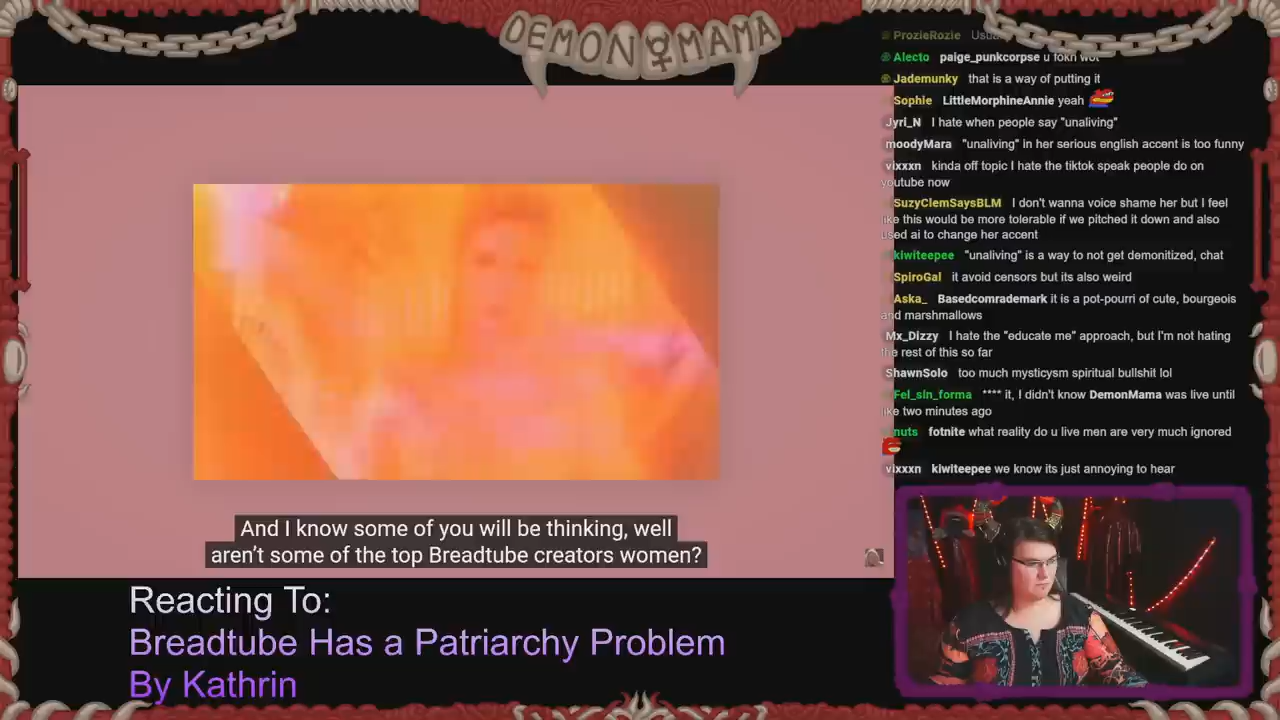 DEMON MAMA
ProzieRozie
Alecto paige_punkcorpse u fokn wot
Jademunky that is a way of putting it
Sophie LittleMorphineAnnie yeah
Jyri_N I hate when people say "unaliving"
moodyMara "unaliving" in her serious english accent is too funny
vixxxn kinda off topic I hate the tiktok speak people do on
youtube now
SuzyClemSaysBLM I don't wanna voice shame her but I feel
like this would be more tolerable if we pitched it down and also
used ai to change her accent
kiwiteepee "unaliving" is a way to not get demonitized, chat
SpiroGal it avoid censors but its also weird
Aska_ Basedcomrademark it is a pot-pourri of cute, bourgeois
and marshmallows
Mx_Dizzy I hate the "educate me" approach, but I'm not hating
the rest of this so far
ShawnSolo too much mysticysm spiritual bullshit lol
Fel_sin_forma **** it, I didn't know DemonMama was live until
like two minutes ago
nuts fotnite what reality do u live men are very much ignored
vixxxn kiwiteepee we know its just annoying to hear
And I know some of you will be thinking, well
aren't some of the top Breadtube creators women?
Reacting To:
Breadtube Has a Patriarchy Problem
By Kathrin